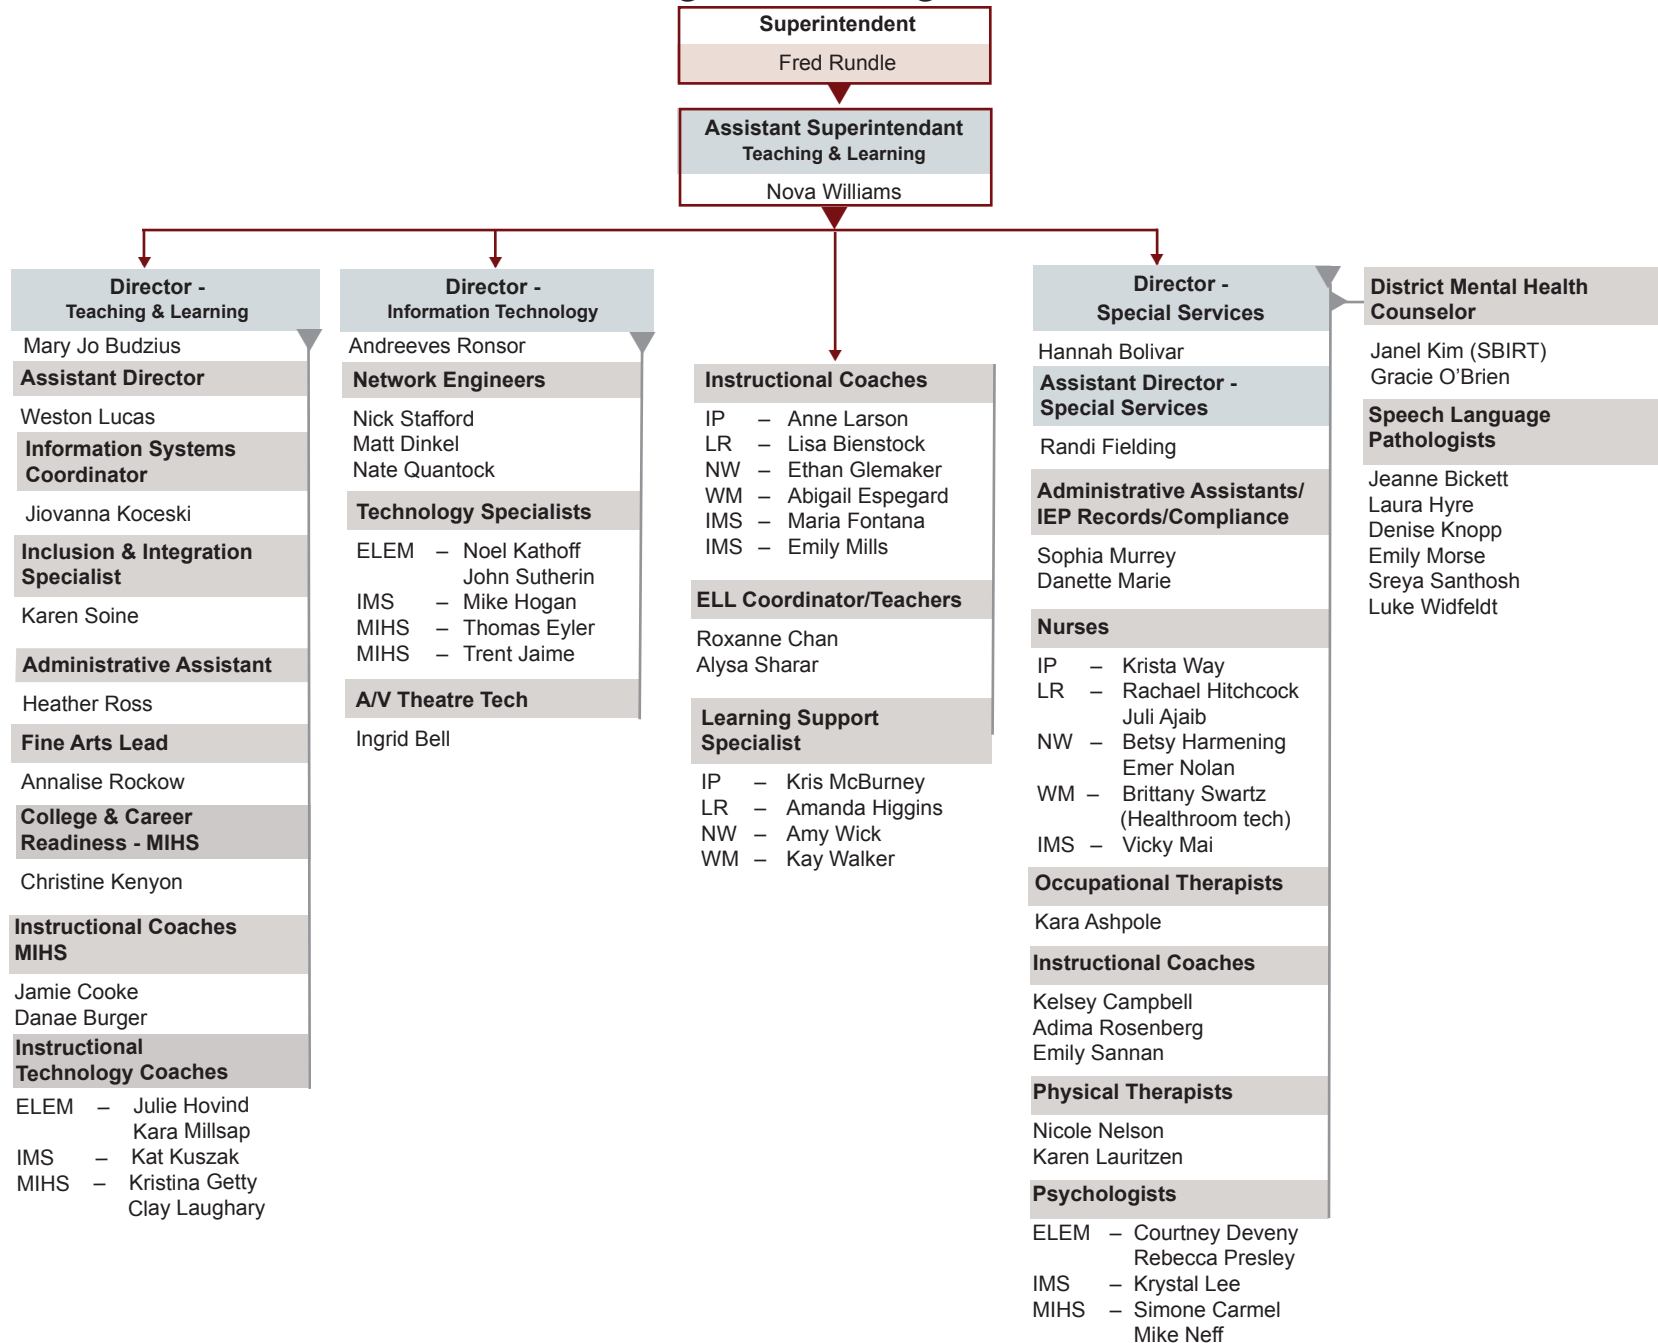 Superintendent
Fred Rundle
Assistant Superintendant
Teaching & Learning
Nova Williams
Director -
Teaching & Learning
Mary Jo Budzius
Assistant Director
Weston Lucas
Information Systems
Coordinator
Jiovanna Koceski
Inclusion & Integration
Specialist
Karen Soine
Administrative Assistant
Heather Ross
Fine Arts Lead
Annalise Rockow
College & Career
Readiness - MIHS
Christine Kenyon
Instructional Coaches
MIHS
Jamie Cooke
Danae Burger
Instructional
Technology Coaches
ELEM – Julie Hovind
Kara Millsap
IMS – Kat Kuszak
MIHS – Kristina Getty
Clay Laughary
Director -
Information Technology
Andreeves Ronsor
Network Engineers
Nick Stafford
Matt Dinkel
Nate Quantock
Technology Specialists
ELEM – Noel Kathoff
John Sutherin
IMS – Mike Hogan
MIHS – Thomas Eyler
MIHS – Trent Jaime
A/V Theatre Tech
Ingrid Bell
Instructional Coaches
IP – Anne Larson
LR – Lisa Bienstock
NW – Ethan Glemaker
WM – Abigail Espegard
IMS – Maria Fontana
IMS – Emily Mills
ELL Coordinator/Teachers
Roxanne Chan
Alysa Sharar
Learning Support
Specialist
IP – Kris McBurney
LR – Amanda Higgins
NW – Amy Wick
WM – Kay Walker
Director -
Special Services
Hannah Bolivar
Assistant Director -
Special Services
Randi Fielding
Administrative Assistants/
IEP Records/Compliance
Sophia Murrey
Danette Marie
Nurses
IP – Krista Way
LR – Rachael Hitchcock
Juli Ajaib
NW – Betsy Harmening
Emer Nolan
WM – Brittany Swartz
(Healthroom tech)
IMS – Vicky Mai
Occupational Therapists
Kara Ashpole
Instructional Coaches
Kelsey Campbell
Adima Rosenberg
Emily Sannan
Physical Therapists
Nicole Nelson
Karen Lauritzen
Psychologists
ELEM – Courtney Deveny
Rebecca Presley
IMS – Krystal Lee
MIHS – Simone Carmel
Mike Neff
District Mental Health
Counselor
Janel Kim (SBIRT)
Gracie O’Brien
Speech Language
Pathologists
Jeanne Bickett
Laura Hyre
Denise Knopp
Emily Morse
Sreya Santhosh
Luke Widfeldt